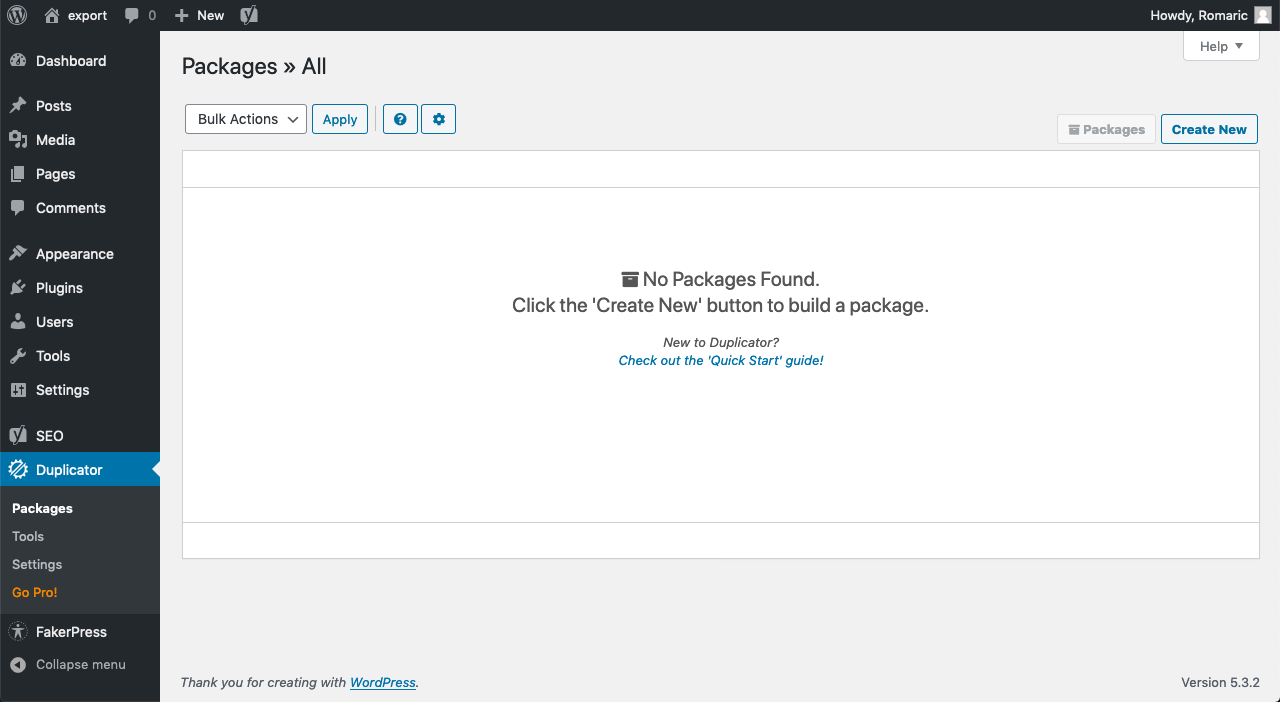 export 0 New Howdy, Romaric
Help
Dashboard
Posts
Media
Pages
Comments
Appearance
Plugins
Users
Tools
Settings
SEO
Duplicator
Packages
Tools
Settings
Go Pro!
FakerPress
Collapse menu
Packages » All
Bulk Actions Apply
Packages Create New
No Packages Found.
Click the 'Create New' button to build a package.
New to Duplicator?
Check out the 'Quick Start' guide!
Thank you for creating with WordPress. Version 5.3.2